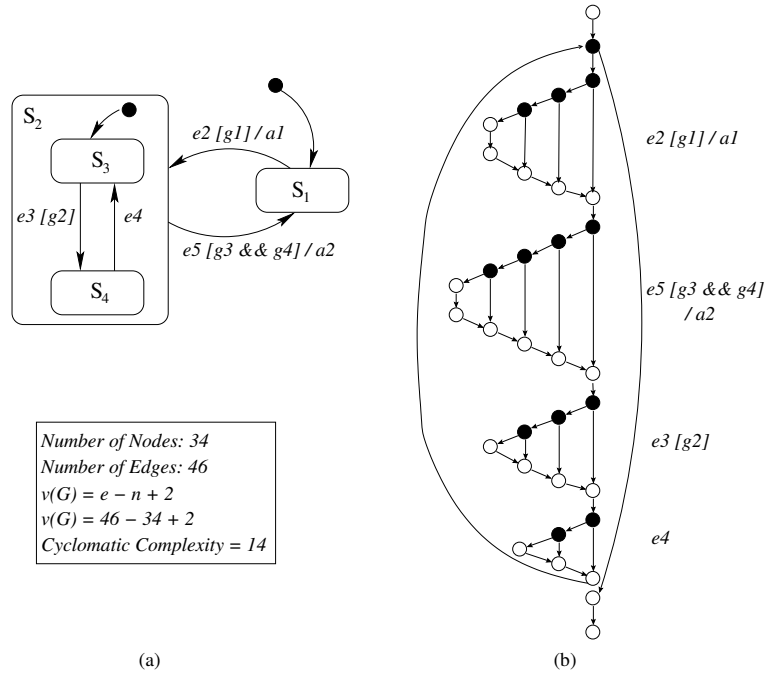 S2
S3
S4
e3 [g2]
e4
e2 [g1] / a1
S1
e5 [g3 && g4] / a2
Number of Nodes: 34
Number of Edges: 46
v(G) = e − n + 2
v(G) = 46 − 34 + 2
Cyclomatic Complexity = 14
(a)
e2 [g1] / a1
e5 [g3 && g4]
/ a2
e3 [g2]
e4
(b)